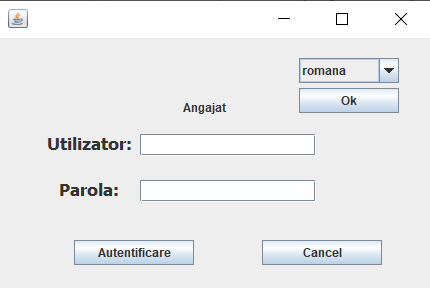 romana
Ok
Angajat
Utilizator:
Parola:
Autentificare
Cancel